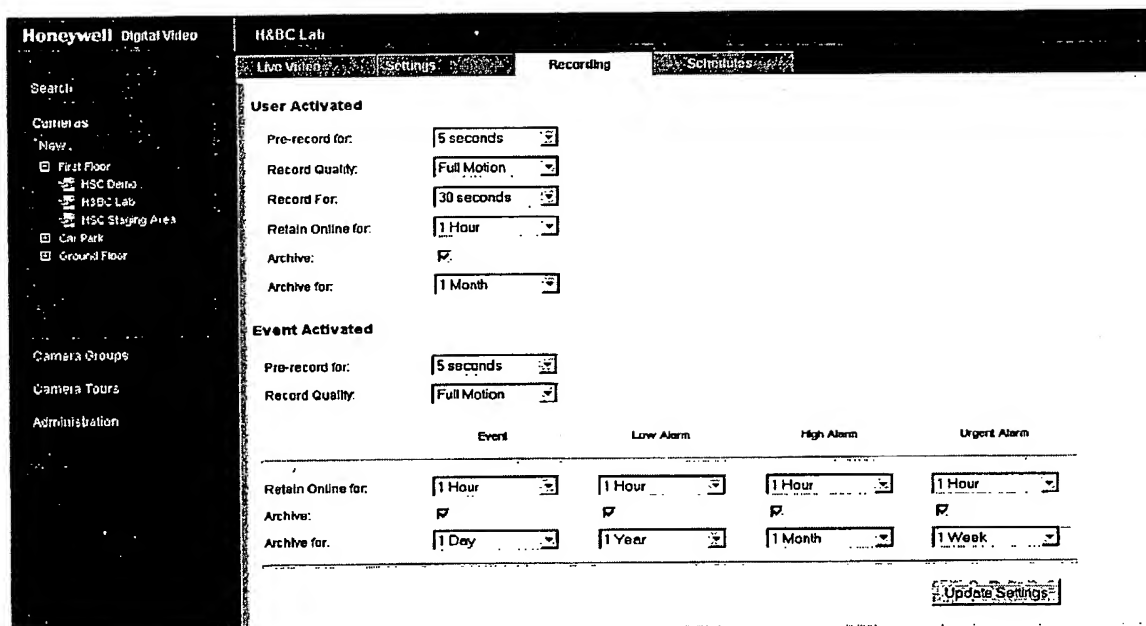 Honeywell Digital Video
H&BC Lab
Live Video
Settings
Recording
Schedules
Search
Cameras
New
First Floor
HSC Demo
H&BC Lab
HSC Staging Area
Car Park
Ground Floor
Camera Groups
Camera Tours
Administration
User Activated
Pre-record for: 5 seconds
Record Quality: Full Motion
Record For: 30 seconds
Retain Online for: 1 Hour
Archive:
Archive for: 1 Month
Event Activated
Pre-record for: 5 seconds
Record Quality: Full Motion
Event Low Alarm High Alarm Urgent Alarm
Retain Online for: 1 Hour 1 Hour 1 Hour 1 Hour
Archive:
Archive for. 1 Day 1 Year 1 Month 1 Week
Update Settings